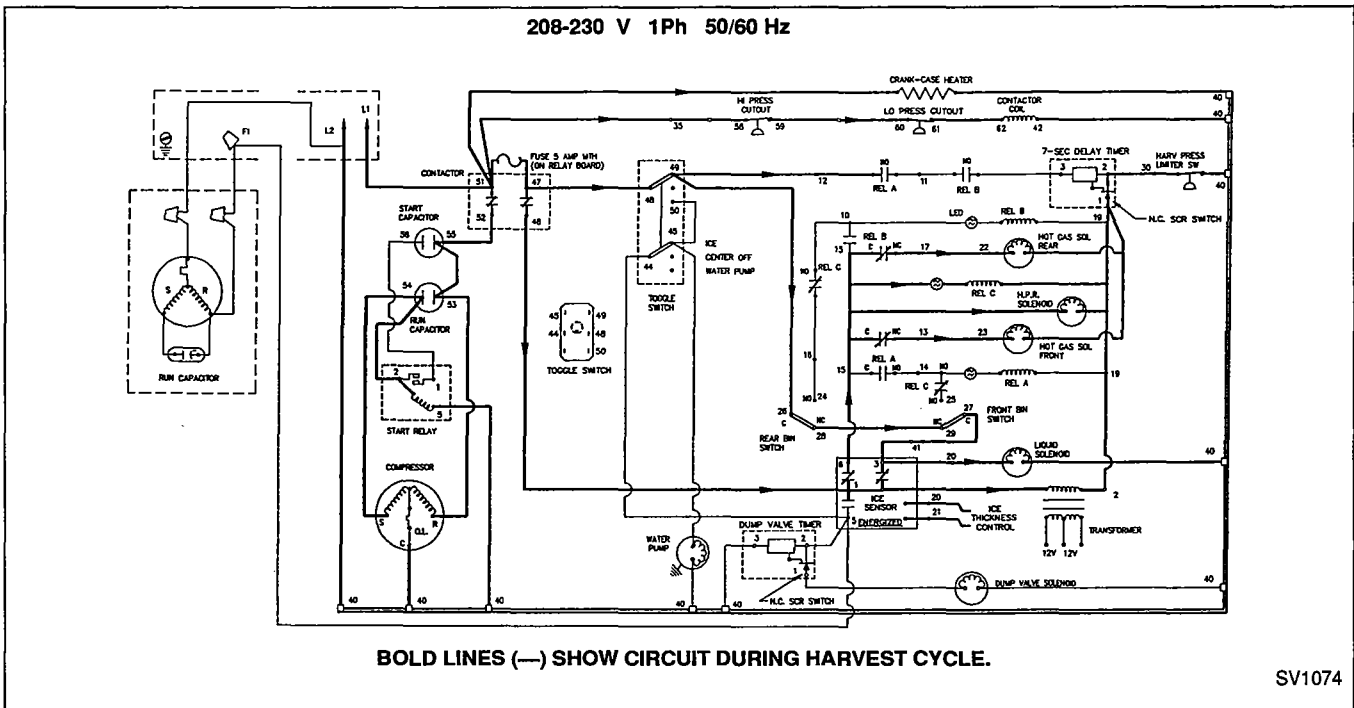 208-230 V 1Ph 50/60 Hz
CRANK-CASE HEATER
40
HI PRESS
CUTOUT
LO PRESS CUTOUT
CONTACTOR
COIL
35
58
59
60
61
62
42
40
L2
L1
F1
FUSE 5 AMP MTH
(ON RELAY BOARD)
CONTACTOR
51
47
52
46
49
48
50
45
44
ICE
CENTER OFF
WATER PUMP
TOGGLE
SWITCH
12
NO
REL A
11
NO
REL B
7-SEC DELAY TIMER
3
2
1
HARV PRESS
LIMITER SW
30
40
N.C. SCR SWITCH
19
START
CAPACITOR
56
55
54
53
RUN
CAPACITOR
10
REL B
15
LED
REL B
C
NC
17
22
HOT GAS SOL
REAR
NO
REL C
REL C
H.P.R.
SOLENOID
C
NC
13
23
HOT GAS SOL
FRONT
S
R
RUN CAPACITOR
45
49
44
48
50
TOGGLE SWITCH
16
NO
24
15
REL A
C
NO
14
NO
REL C
NO
25
REL A
19
2
1
5
START RELAY
26
C
NC
28
REAR BIN
SWITCH
NC
29
27
C
FRONT BIN
SWITCH
41
20
LIQUID
SOLENOID
40
COMPRESSOR
S
R
O.L.
C
6
3
1
5
ICE
SENSOR
ENERGIZED
20
21
ICE
THICKNESS
CONTROL
2
TRANSFORMER
12V
12V
WATER
PUMP
DUMP VALVE TIMER
3
2
1
N.C. SCR SWITCH
DUMP VALVE SOLENOID
40
40
40
40
40
40
BOLD LINES (—) SHOW CIRCUIT DURING HARVEST CYCLE.
SV1074